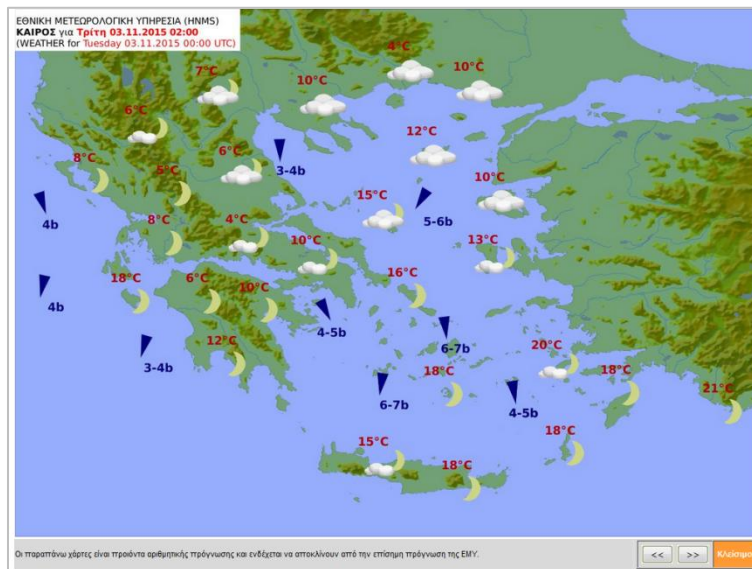 ΕΘΝΙΚΗ ΜΕΤΕΩΡΟΛΟΓΙΚΗ ΥΠΗΡΕΣΙΑ (HNMS)
ΚΑΙΡΟΣ για Τρίτη 03.11.2015 02:00
(WEATHER for Tuesday 03.11.2015 00:00 UTC)
4°C
7°C
10°C
10°C
6°C
12°C
8°C
5°C
6°C
3-4b
10°C
4b
15°C
5-6b
8°C
4°C
10°C
13°C
18°C
6°C
10°C
16°C
4b
4-5b
12°C
3-4b
6-7b
20°C
18°C
18°C
21°C
6-7b
4-5b
15°C
18°C
18°C
Οι παραπάνω χάρτες είναι προιόντα αριθμητικής πρόγνωσης και ενδέχεται να αποκλίνουν από την επίσημη πρόγνωση της ΕΜΥ.
<< >> Κλείσιμο